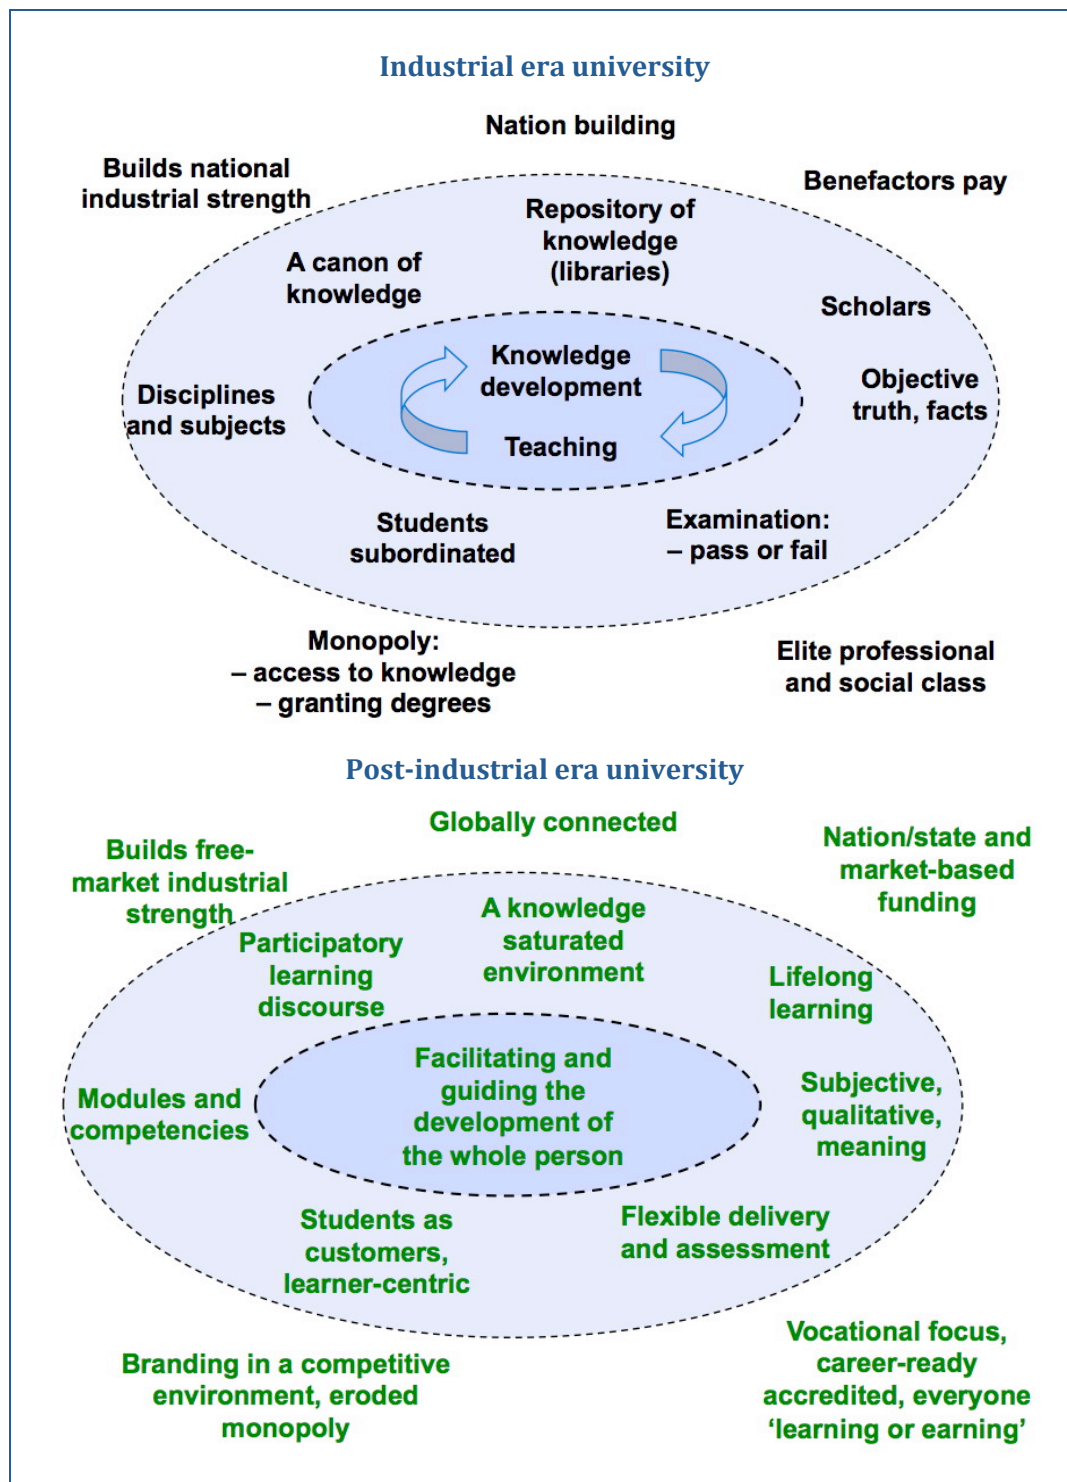 Industrial era university
Nation building
Builds national
industrial strength
Benefactors pay
Repository of
knowledge
(libraries)
A canon of
knowledge
Scholars
Knowledge
development
Disciplines
and subjects
Objective
truth, facts
Teaching
Students
subordinated
Examination:
– pass or fail
Monopoly:
– access to knowledge
– granting degrees
Elite professional
and social class
Post-industrial era university
Globally connected
Builds free-
market industrial
strength
Nation/state and
market-based
funding
A knowledge
saturated
environment
Participatory
learning
discourse
Lifelong
learning
Facilitating and
guiding the
development of
the whole person
Modules and
competencies
Subjective,
qualitative,
meaning
Students as
customers,
learner-centric
Flexible delivery
and assessment
Branding in a competitive
environment, eroded
monopoly
Vocational focus,
career-ready
accredited, everyone
‘learning or earning’